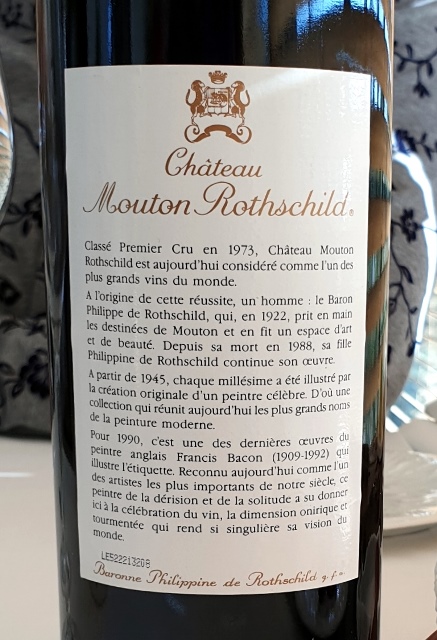 Château
Mouton Rothschild
Classé Premier Cru en 1973, Château Mouton
Rothschild est aujourd'hui considéré comme l'un des
plus grands vins du monde.
A l'origine de cette réussite, un homme : le Baron
Philippe de Rothschild, qui, en 1922, prit en main
les destinées de Mouton et en fit un espace d'art
et de beauté. Depuis sa mort en 1988, sa fille
Philippine de Rothschild continue son œuvre.
A partir de 1945, chaque millésime a été illustré par
la création originale d'un peintre célèbre. D'où une
collection qui réunit aujourd'hui les plus grands noms
de la peinture moderne.
Pour 1990, c'est une des dernières œuvres du
peintre anglais Francis Bacon (1909-1992) qui
illustre l'étiquette. Reconnu aujourd'hui comme l'un
des artistes les plus importants de notre siècle, ce
peintre de la dérision et de la solitude a su donner
ici à la célébration du vin, la dimension onirique et
tourmentée qui rend si singulière sa vision du
monde.
LE522213208
Baronne Philippine de Rothschild g.f.a.